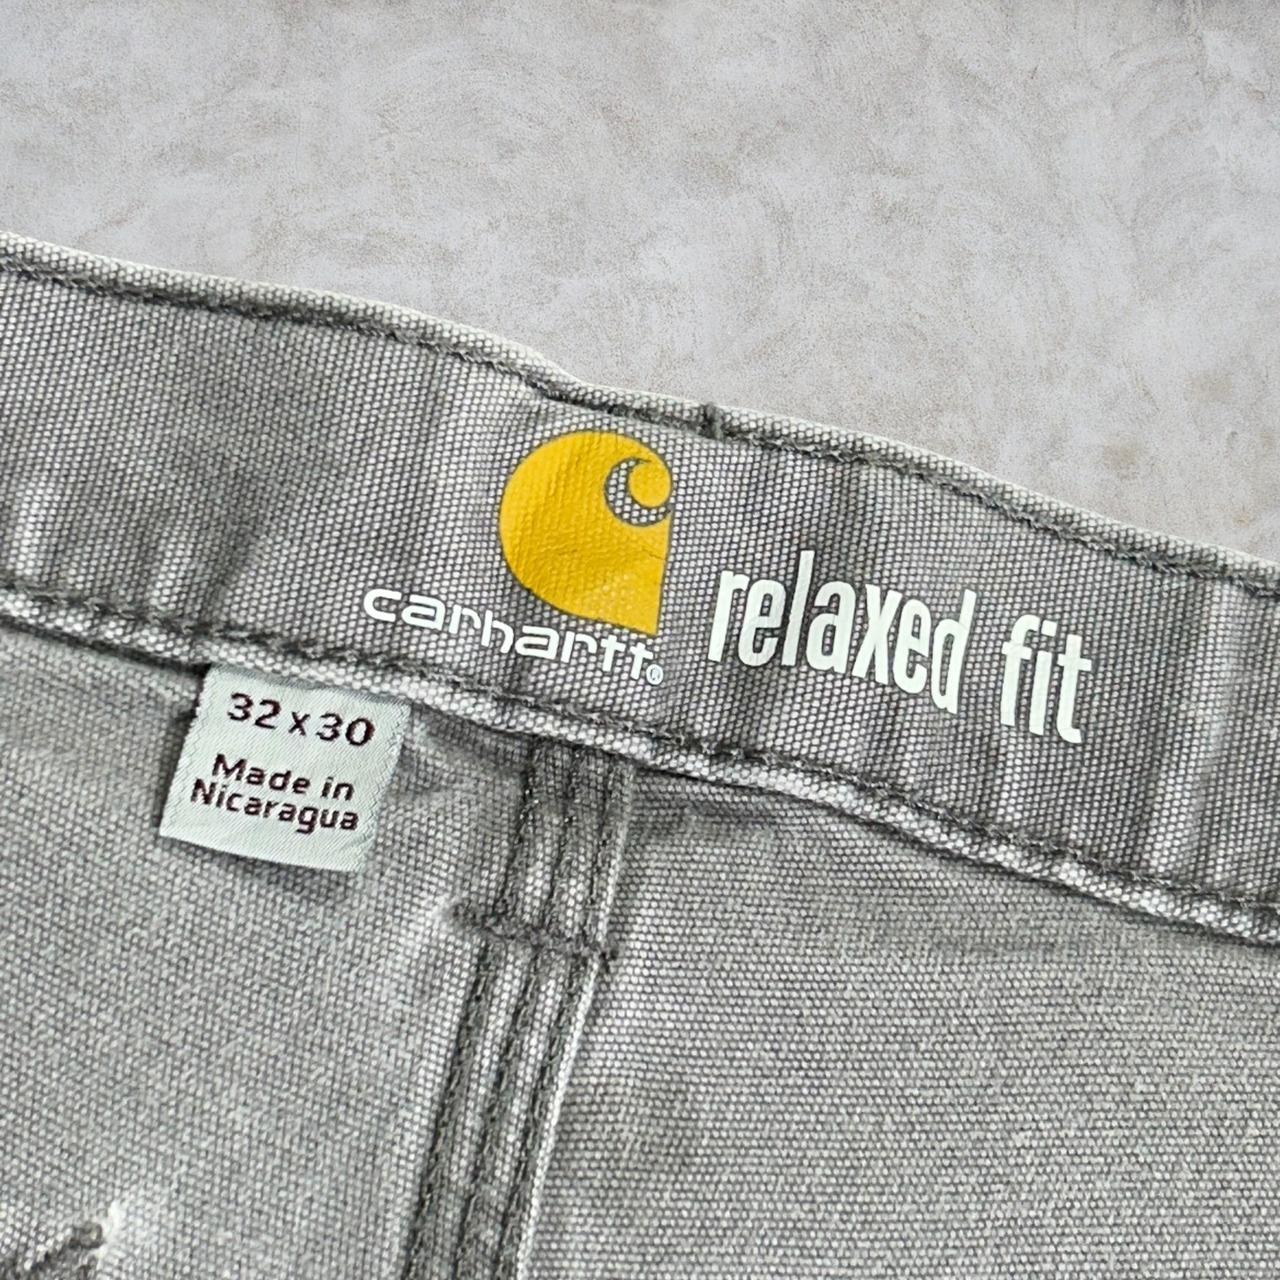 carhartt®
relaxed fit
32 x 30
Made in
Nicaragua